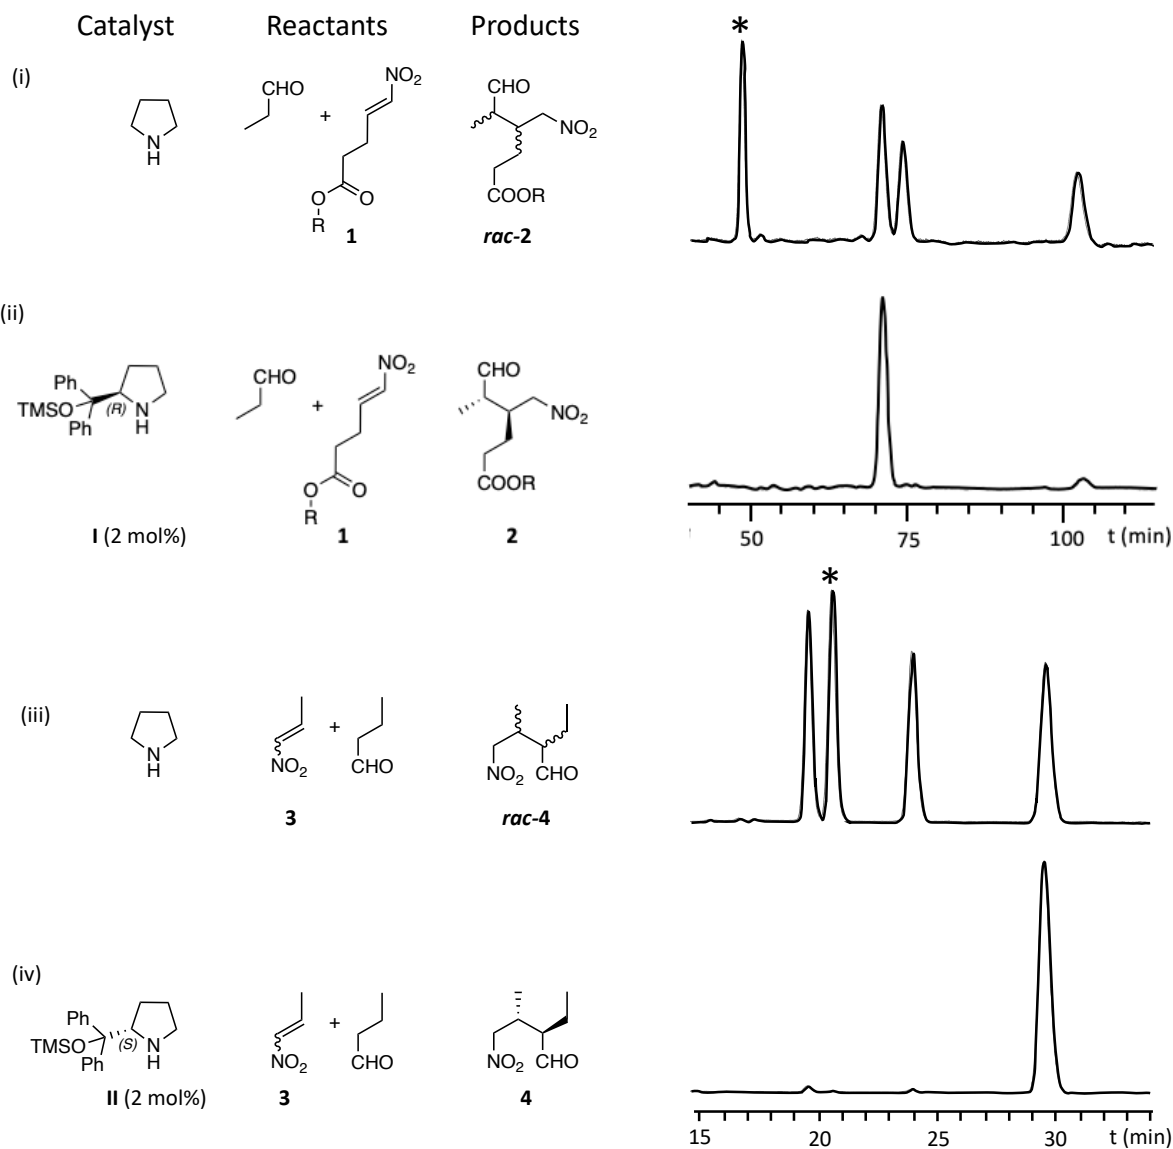 Catalyst Reactants Products
(i)
N
H
CHO
+
NO2
O
O
R
1
CHO
NO2
COOR
rac-2
*
(ii)
Ph
TMSO
Ph
(R)
N
H
I (2 mol%)
CHO
+
NO2
O
O
R
1
CHO
NO2
COOR
2
50 75 100 t (min)
(iii)
N
H
NO2
3
+
CHO
NO2 CHO
rac-4
*
(iv)
Ph
TMSO
Ph
(S)
N
H
II (2 mol%)
NO2
3
+
CHO
NO2 CHO
4
15 20 25 30 t (min)